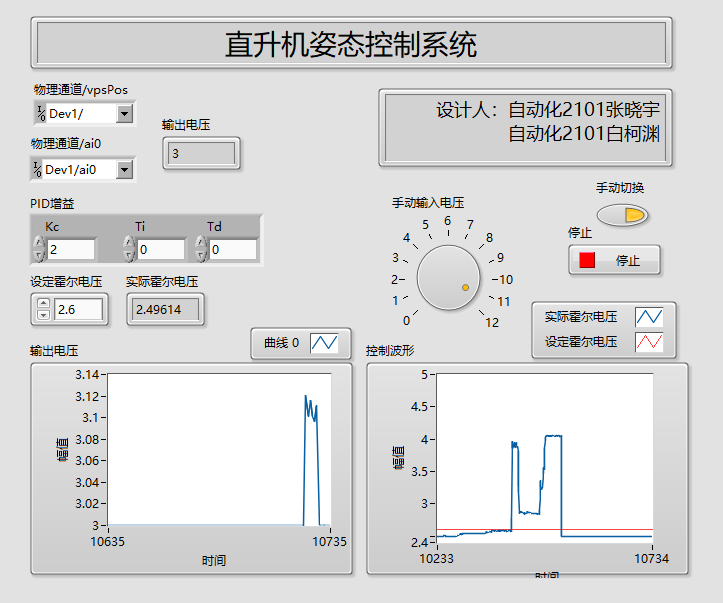 直升机姿态控制系统
物理通道/vpsPos
Dev1/
物理通道/ai0
Dev1/ai0
输出电压
3
设计人：自动化2101张晓宇
自动化2101白柯渊
PID增益
Kc
Ti
Td
2
0
0
设定霍尔电压
实际霍尔电压
2.6
2.49614
手动输入电压
0
1
2
3
4
5
6
7
8
9
10
11
12
手动切换
停止
停止
实际霍尔电压
设定霍尔电压
输出电压
曲线 0
幅值
3.14
3.12
3.1
3.08
3.06
3.04
3.02
3
10635
10735
时间
控制波形
幅值
5
4.5
4
3.5
3
2.4
10233
10734
时间